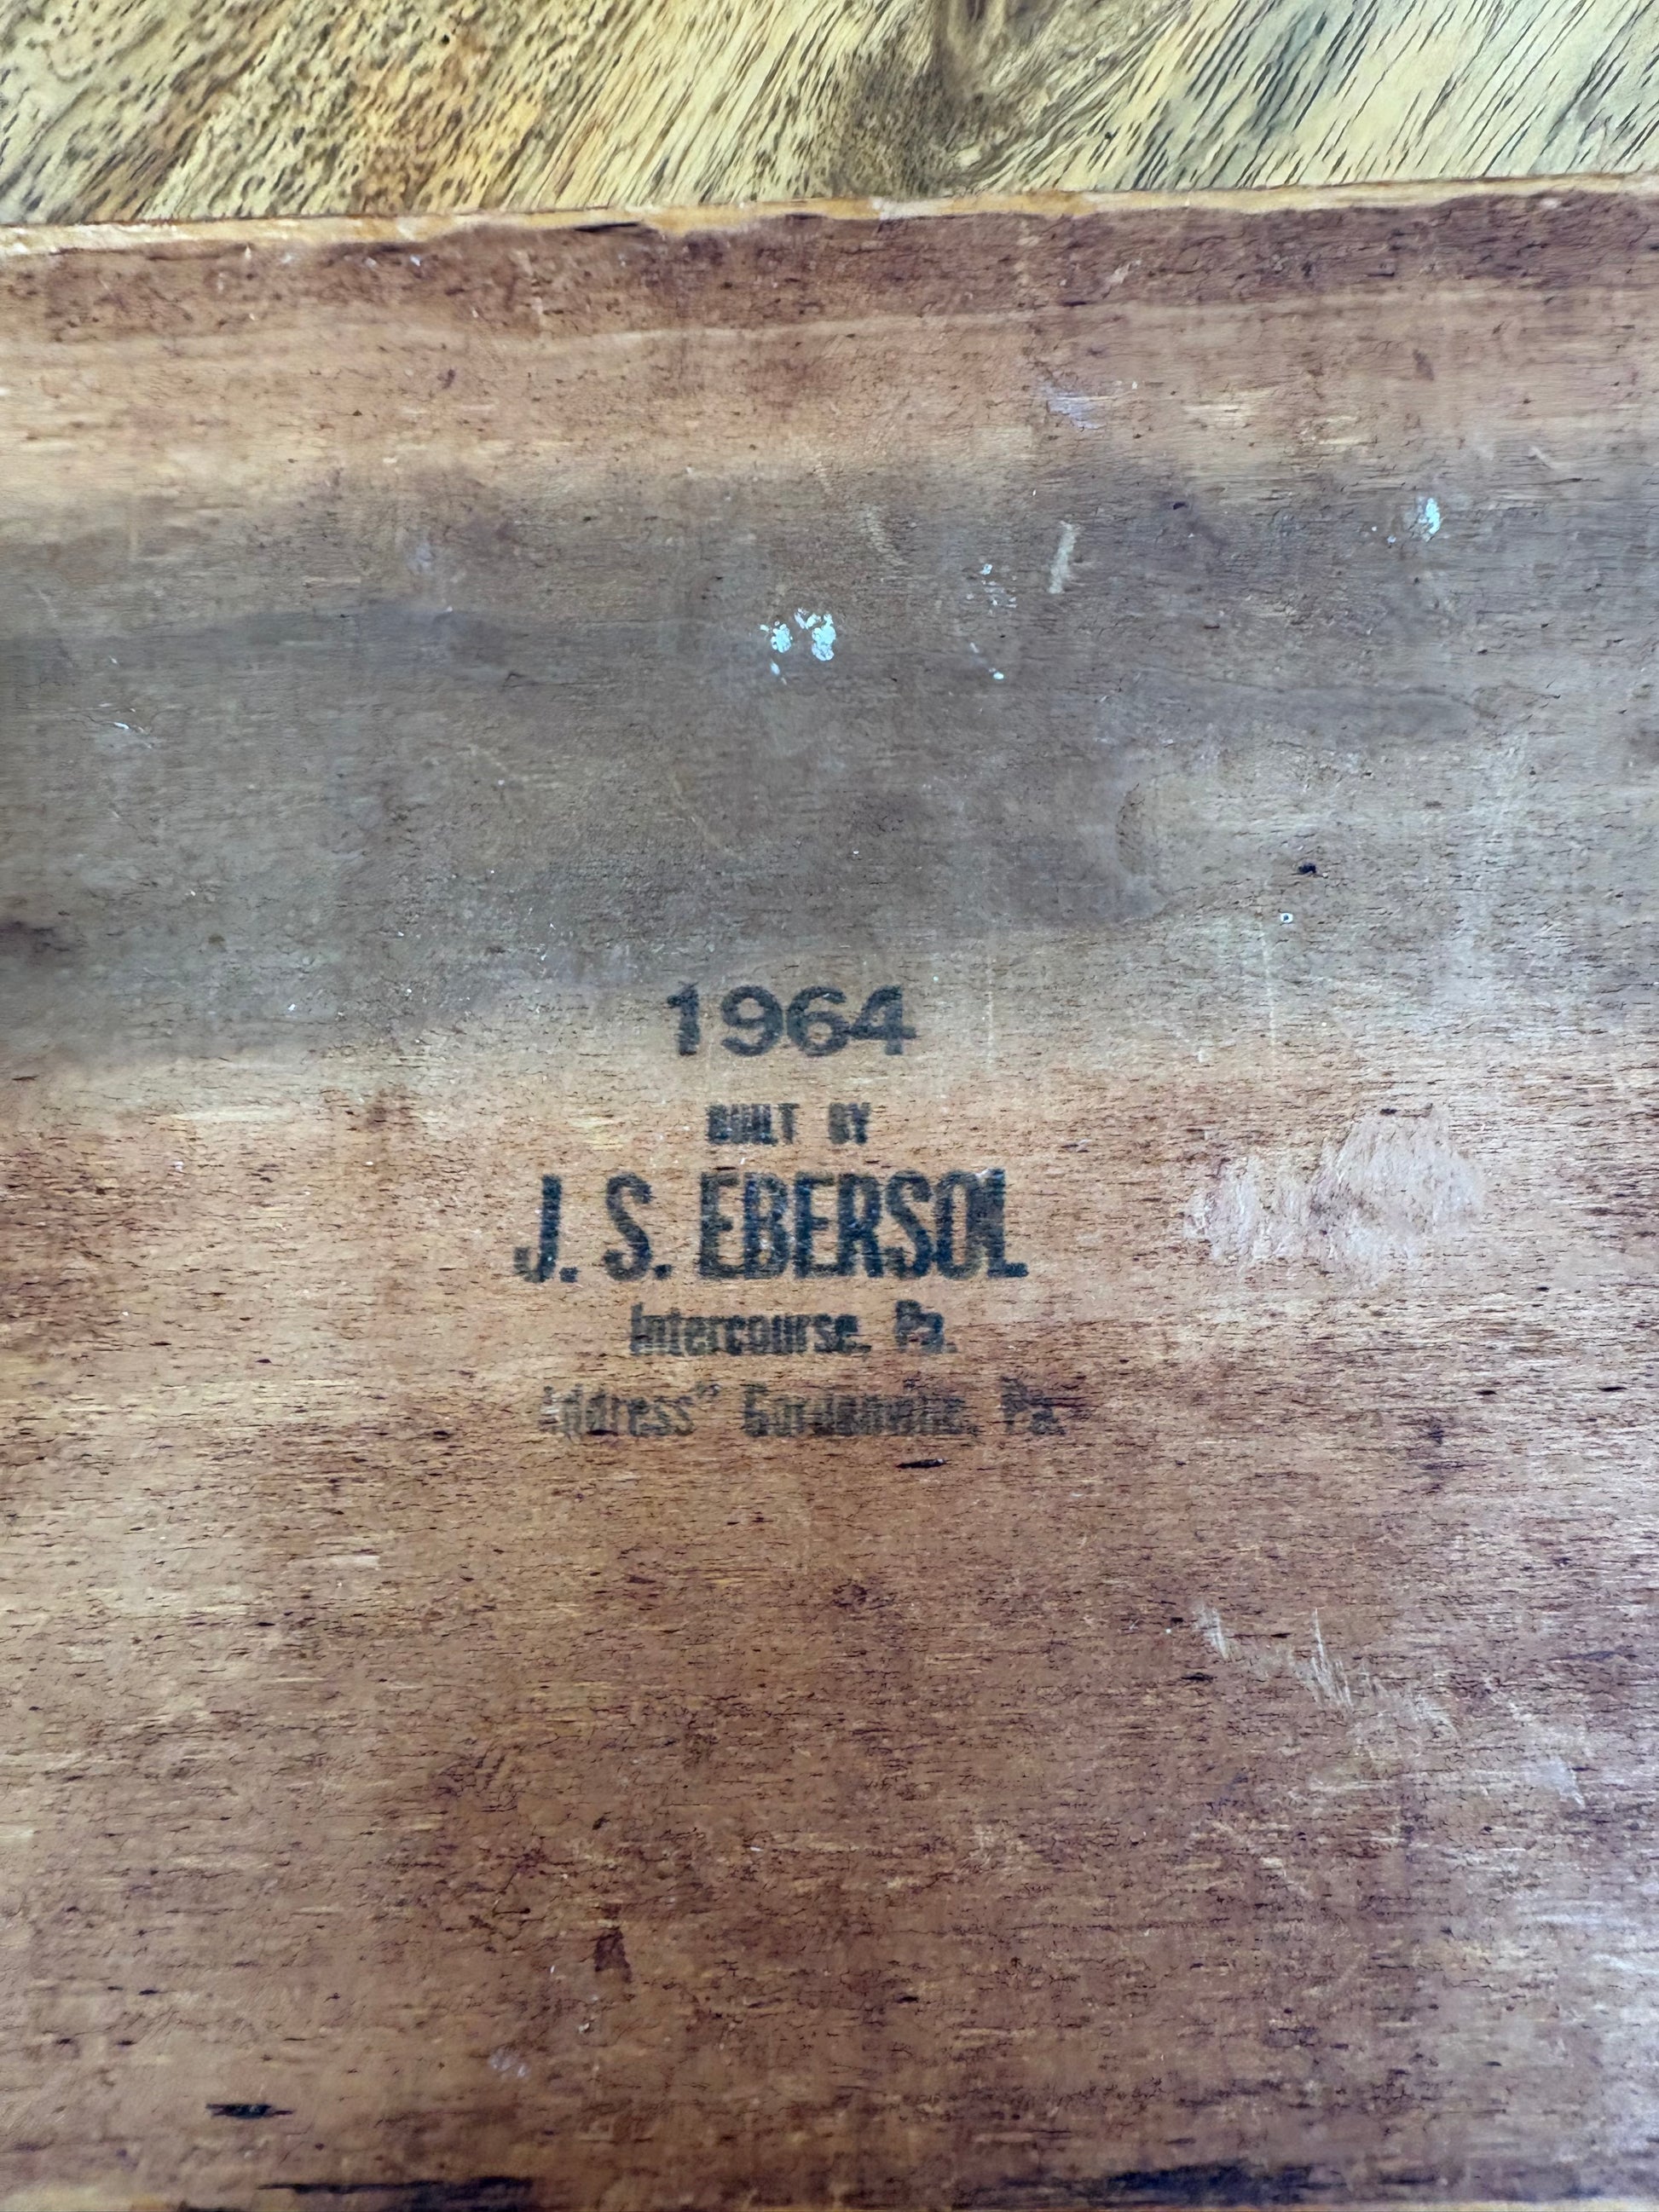 1964
BUILT BY
J. S. EBERSOL
Intercourse, Pa.
"Address" Gordonville, Pa.